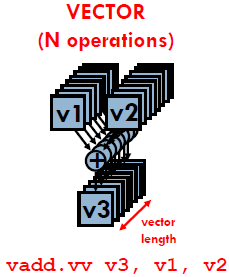 VECTOR
(N operations)
v1 v2
+
v3
vector
length
vadd.vv v3, v1, v2